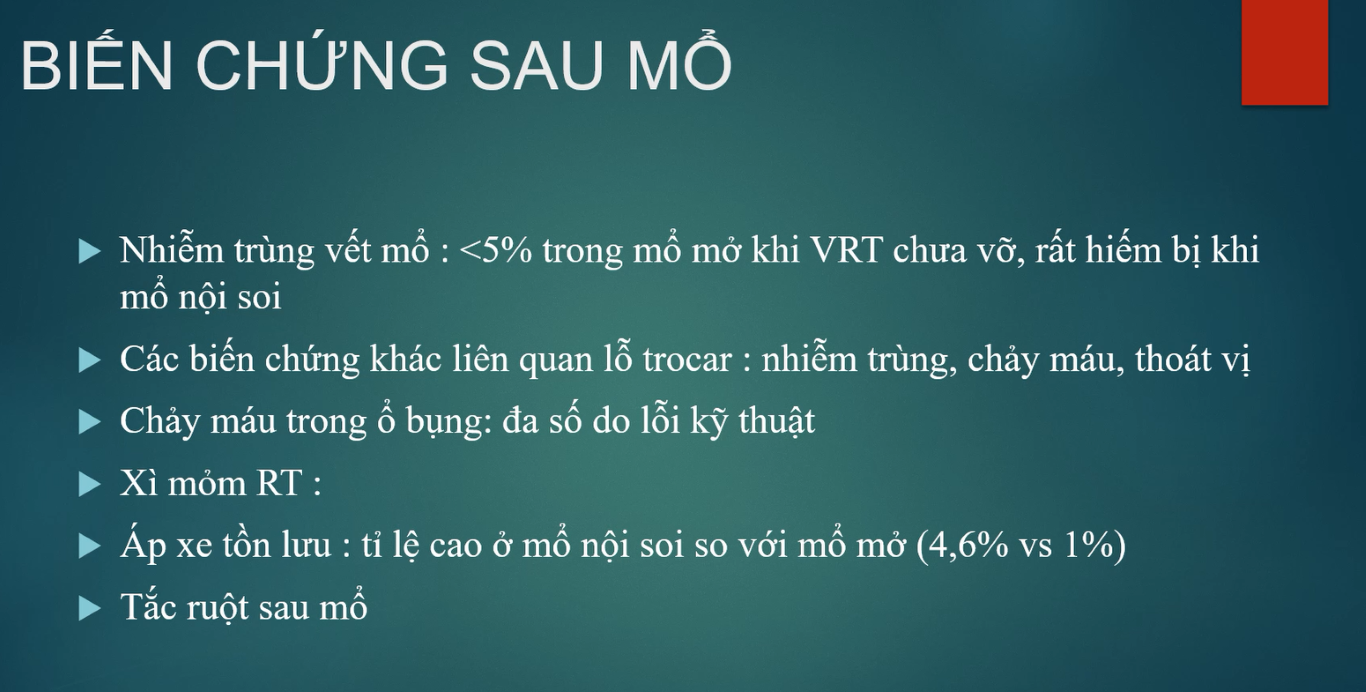 BIẾN CHỨNG SAU MỔ
Nhiễm trùng vết mổ : <5% trong mổ mở khi VRT chưa vỡ, rất hiếm bị khi
mổ nội soi
Các biến chứng khác liên quan lỗ trocar : nhiễm trùng, chảy máu, thoát vị
Chảy máu trong ổ bụng: đa số do lỗi kỹ thuật
Xì mỏm RT :
Áp xe tồn lưu : tỉ lệ cao ở mổ nội soi so với mổ mở (4,6% vs 1%)
Tắc ruột sau mổ